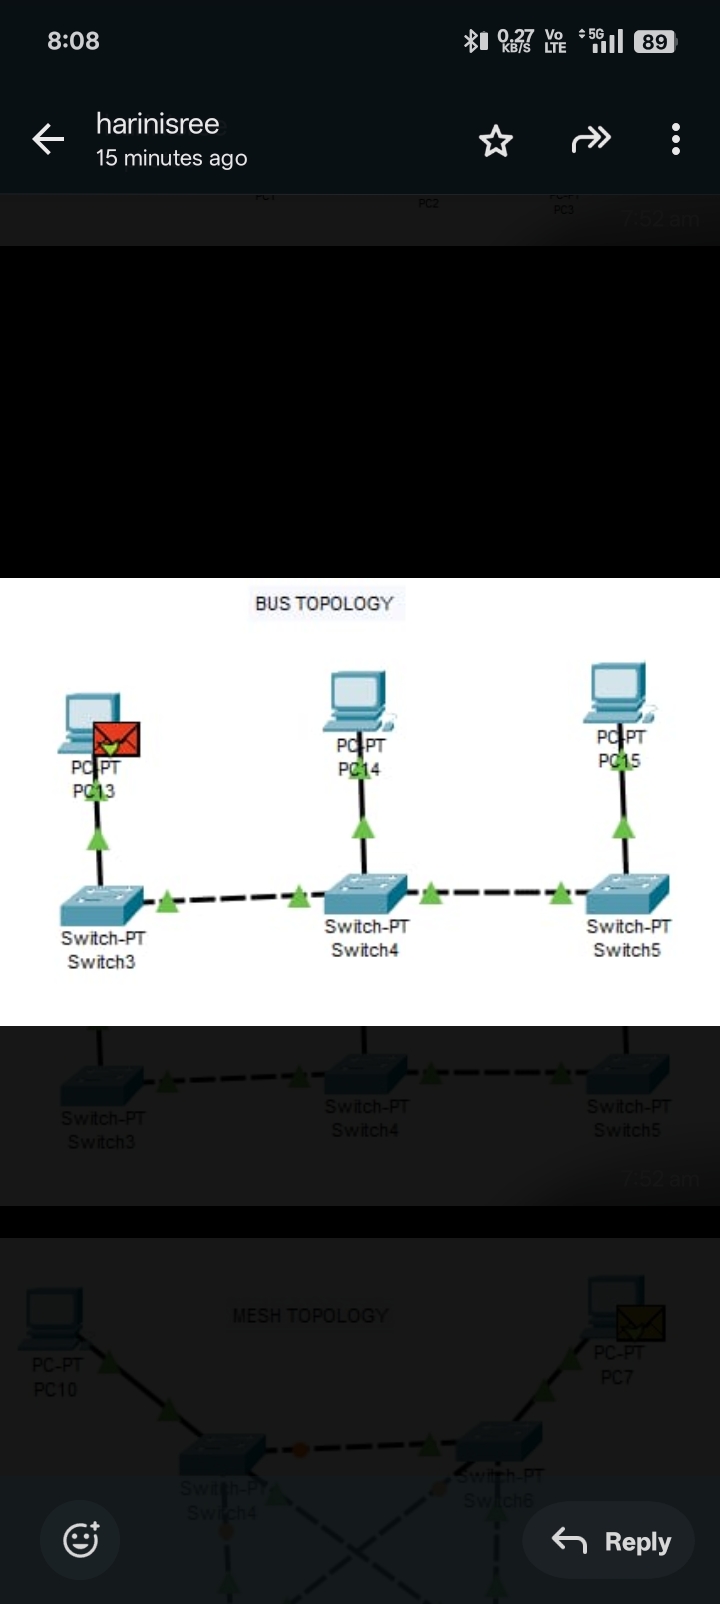 8:08
0.27 KB/S
Vo LTE
5G
89
harinisree
15 minutes ago
PC1
PC2
PC-PT
PC3
7:52 am
BUS TOPOLOGY
PC-PT
PC13
PC-PT
PC14
PC-PT
PC15
Switch-PT
Switch3
Switch-PT
Switch4
Switch-PT
Switch5
Switch-PT
Switch3
Switch-PT
Switch4
Switch-PT
Switch5
7:52 am
MESH TOPOLOGY
PC-PT
PC10
PC-PT
PC7
Switch-PT
Switch4
Switch-PT
Switch6
Reply